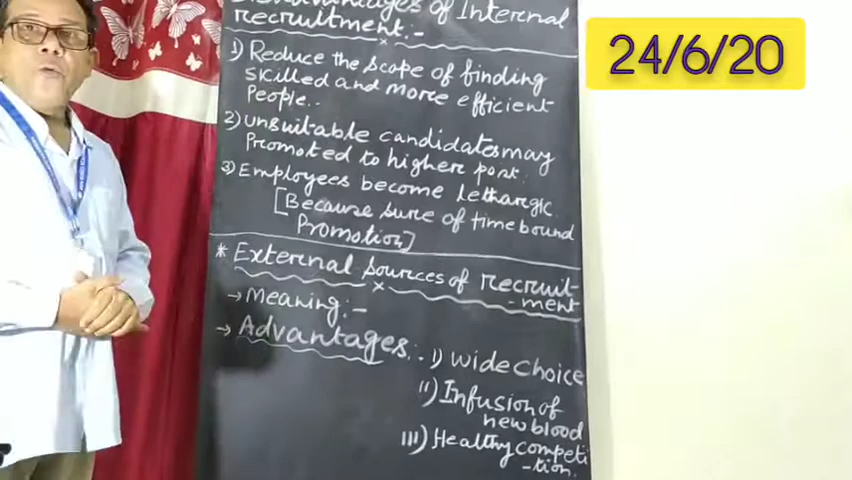 Disadvantages of Internal
recruitment.-
1) Reduce the scope of finding
skilled and more efficient
People..
2) unsuitable candidates may
Promoted to higher post.
3) Employees become Lethargic.
[Because sure of time bound
Promotion]
* External sources of recruit-
-ment
→ Meaning:-
→ Advantages:- i) wide choice
ii) Infusion of
new blood
iii) Healthy competi
-tion.
24/6/20